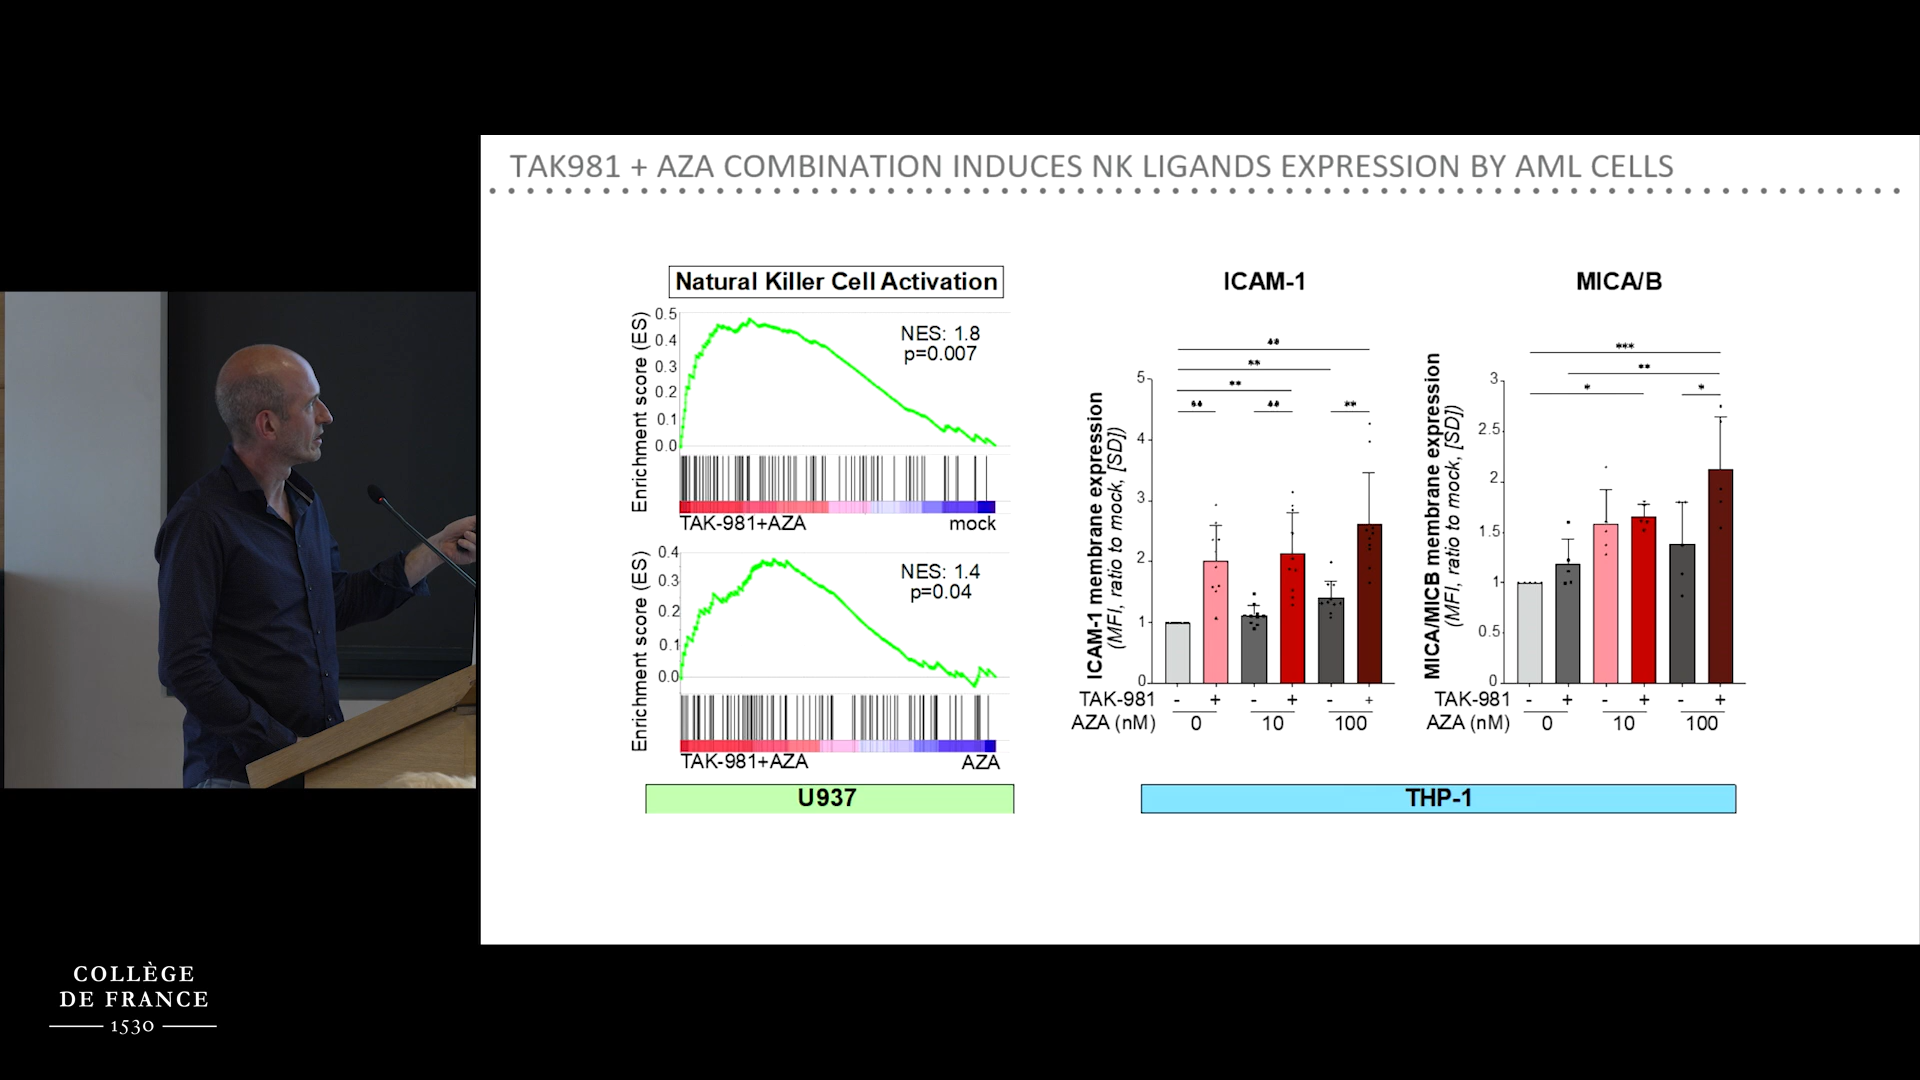 TAK981 + AZA COMBINATION INDUCES NK LIGANDS EXPRESSION BY AML CELLS
Natural Killer Cell Activation
Enrichment score (ES)
0.5
0.4
0.3
0.2
0.1
0.0
NES: 1.8
p=0.007
TAK-981+AZA
mock
Enrichment score (ES)
0.4
0.3
0.2
0.1
0.0
NES: 1.4
p=0.04
TAK-981+AZA
AZA
U937
ICAM-1
ICAM-1 membrane expression
(MFI, ratio to mock, [SD])
5
4
3
2
1
0
**
**
**
** ** **
TAK-981 - + - + - +
AZA (nM) 0 10 100
MICA/B
MICA/MICB membrane expression
(MFI, ratio to mock, [SD])
3
2.5
2
1.5
1
0.5
0
***
**
* *
TAK-981 - + - + - +
AZA (nM) 0 10 100
THP-1
COLLÈGE
DE FRANCE
1530